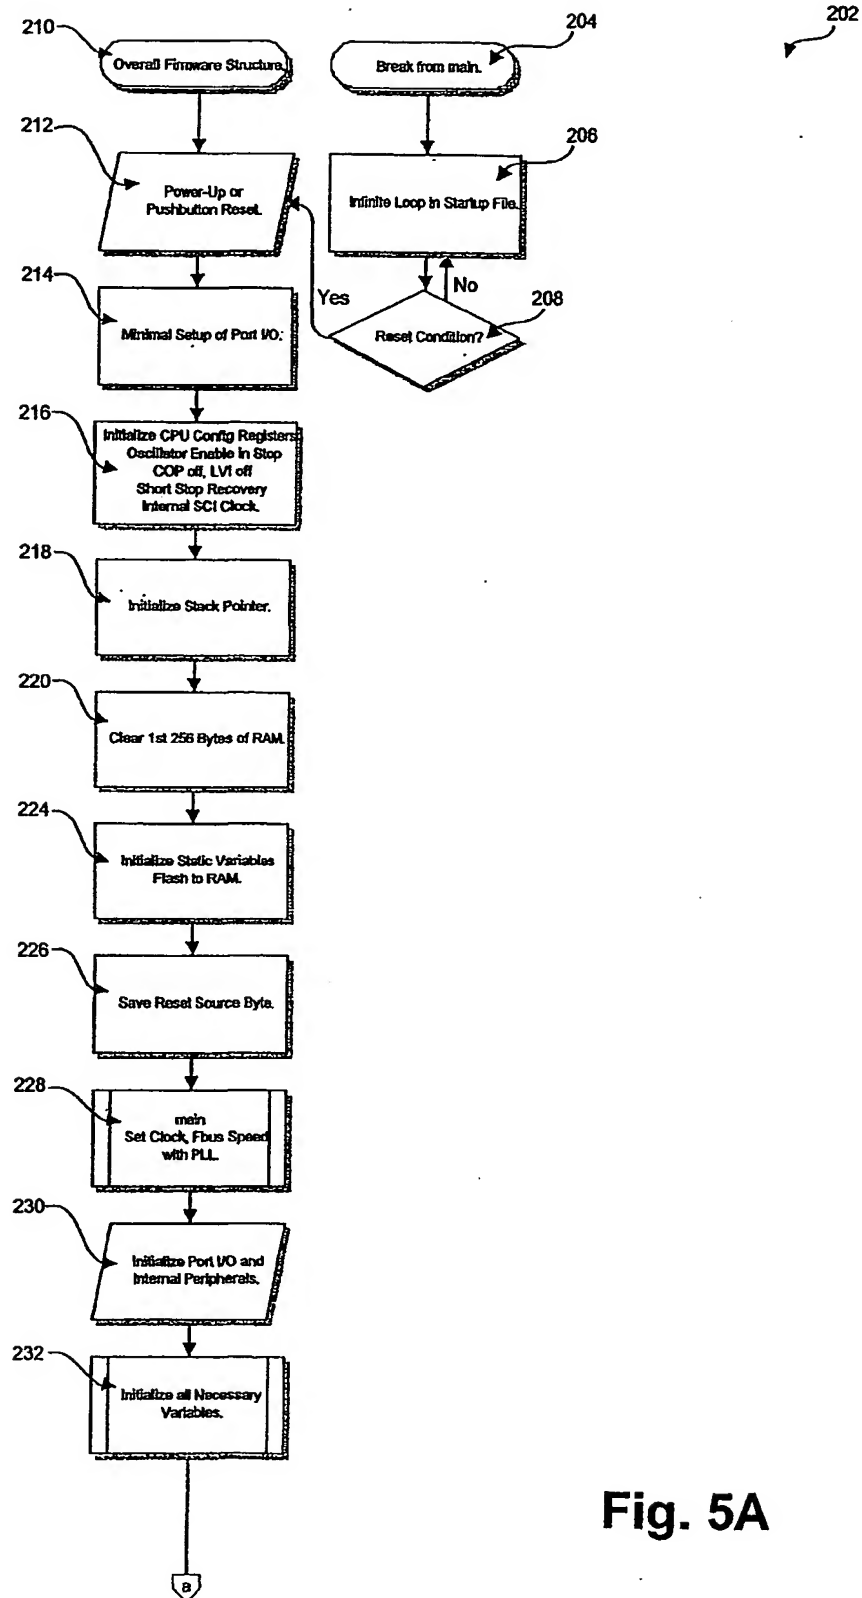 202
210
Overall Firmware Structure.
204
Break from main.
212
Power-Up or
Pushbutton Reset.
206
Infinite Loop in Startup File.
Yes
No
208
Reset Condition?
214
Minimal Setup of Port I/O.
216
Initialize CPU Config Registers
Oscillator Enable in Stop
COP off, LVI off
Short Stop Recovery
Internal SCI Clock.
218
Initialize Stack Pointer.
220
Clear 1st 256 Bytes of RAM.
224
Initialize Static Variables
Flash to RAM.
226
Save Reset Source Byte.
228
main
Set Clock, Fbus Speed
with PLL.
230
Initialize Port I/O and
Internal Peripherals.
232
Initialize all Necessary
Variables.
B
Fig. 5A